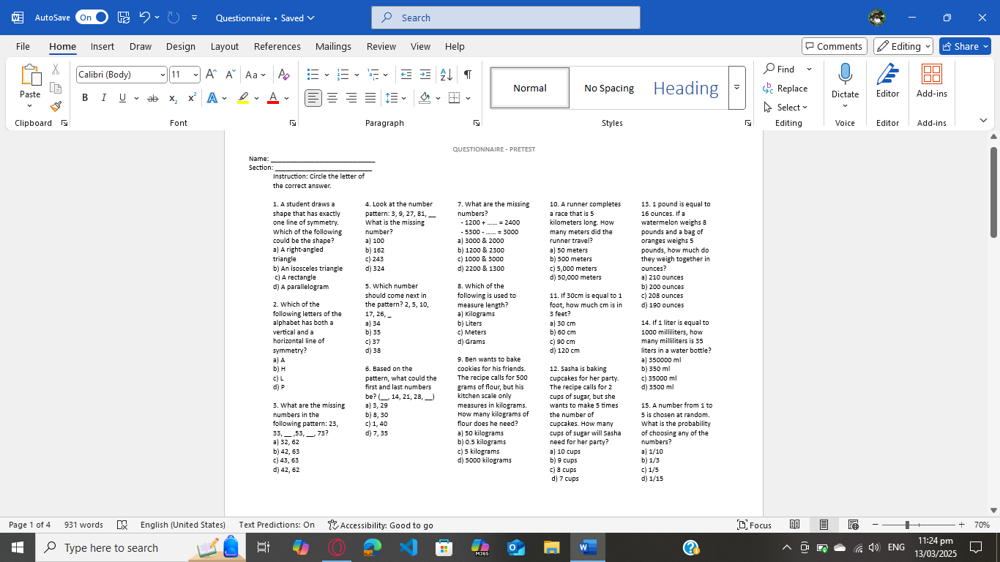 AutoSave On Questionnaire • Saved Search
File Home Insert Draw Design Layout References Mailings Review View Help Comments Editing Share
Paste
Clipboard
Calibri (Body) 11 Aa
B I U ab x₂ x² A A
Font
Paragraph
Normal No Spacing Heading
Styles
Find
Replace
Select
Editing
Dictate
Voice
Editor
Editor
Add-ins
Add-ins
QUESTIONNAIRE - PRETEST
Name: ____________________________
Section: __________________________
Instruction: Circle the letter of
the correct answer.
1. A student draws a
shape that has exactly
one line of symmetry.
Which of the following
could be the shape?
a) A right-angled
triangle
b) An isosceles triangle
c) A rectangle
d) A parallelogram
2. Which of the
following letters of the
alphabet has both a
vertical and a
horizontal line of
symmetry?
a) A
b) H
c) L
d) P
3. What are the missing
numbers in the
following pattern: 23,
33, __ ,53, __, 73?
a) 32, 62
b) 42, 63
c) 43, 63
d) 42, 62
4. Look at the number
pattern: 3, 9, 27, 81, __
What is the missing
number?
a) 100
b) 162
c) 243
d) 324
5. Which number
should come next in
the pattern? 2, 5, 10,
17, 26, _
a) 34
b) 35
c) 37
d) 38
6. Based on the
pattern, what could the
first and last numbers
be? (__, 14, 21, 28, __)
a) 3, 29
b) 8, 30
c) 1, 40
d) 7, 35
7. What are the missing
numbers?
- 1200 + ...... = 2400
- 5300 - ...... = 3000
a) 3000 & 2000
b) 1200 & 2300
c) 1000 & 3000
d) 2200 & 1300
8. Which of the
following is used to
measure length?
a) Kilograms
b) Liters
c) Meters
d) Grams
9. Ben wants to bake
cookies for his friends.
The recipe calls for 500
grams of flour, but his
kitchen scale only
measures in kilograms.
How many kilograms of
flour does he need?
a) 50 kilograms
b) 0.5 kilograms
c) 5 kilograms
d) 5000 kilograms
10. A runner completes
a race that is 5
kilometers long. How
many meters did the
runner travel?
a) 50 meters
b) 500 meters
c) 5,000 meters
d) 50,000 meters
11. If 30cm is equal to 1
foot, how much cm is in
3 feet?
a) 30 cm
b) 60 cm
c) 90 cm
d) 120 cm
12. Sasha is baking
cupcakes for her party.
The recipe calls for 2
cups of sugar, but she
wants to make 5 times
the number of
cupcakes. How many
cups of sugar will Sasha
need for her party?
a) 10 cups
b) 9 cups
c) 8 cups
d) 7 cups
13. 1 pound is equal to
16 ounces. If a
watermelon weighs 8
pounds and a bag of
oranges weighs 5
pounds, how much do
they weigh together in
ounces?
a) 210 ounces
b) 200 ounces
c) 208 ounces
d) 190 ounces
14. If 1 liter is equal to
1000 milliliters, how
many milliliters is 35
liters in a water bottle?
a) 350000 ml
b) 350 ml
c) 35000 ml
d) 3500 ml
15. A number from 1 to
5 is chosen at random.
What is the probability
of choosing any of the
numbers?
a) 1/10
b) 1/3
c) 1/5
d) 1/15
Page 1 of 4 931 words English (United States) Text Predictions: On Accessibility: Good to go Focus 70%
Type here to search M365 ENG 11:24 pm
13/03/2025